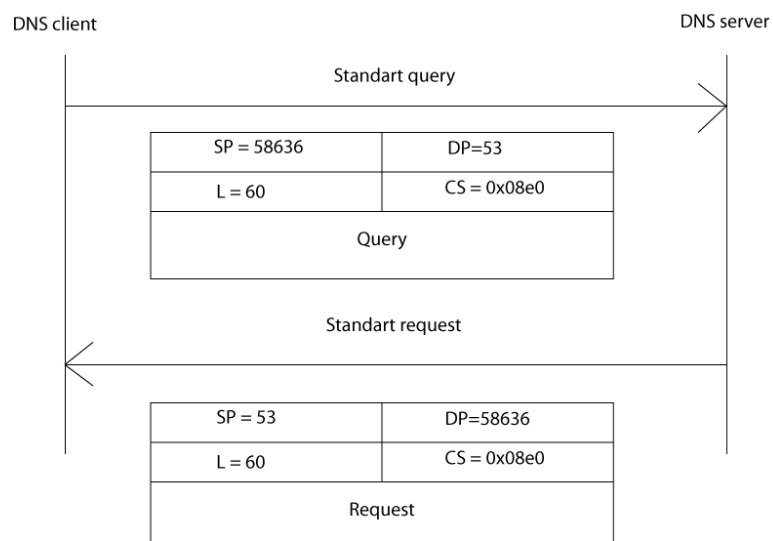 DNS client
DNS server
Standart query
SP = 58636
DP=53
L = 60
CS = 0x08e0
Query
Standart request
SP = 53
DP=58636
L = 60
CS = 0x08e0
Request